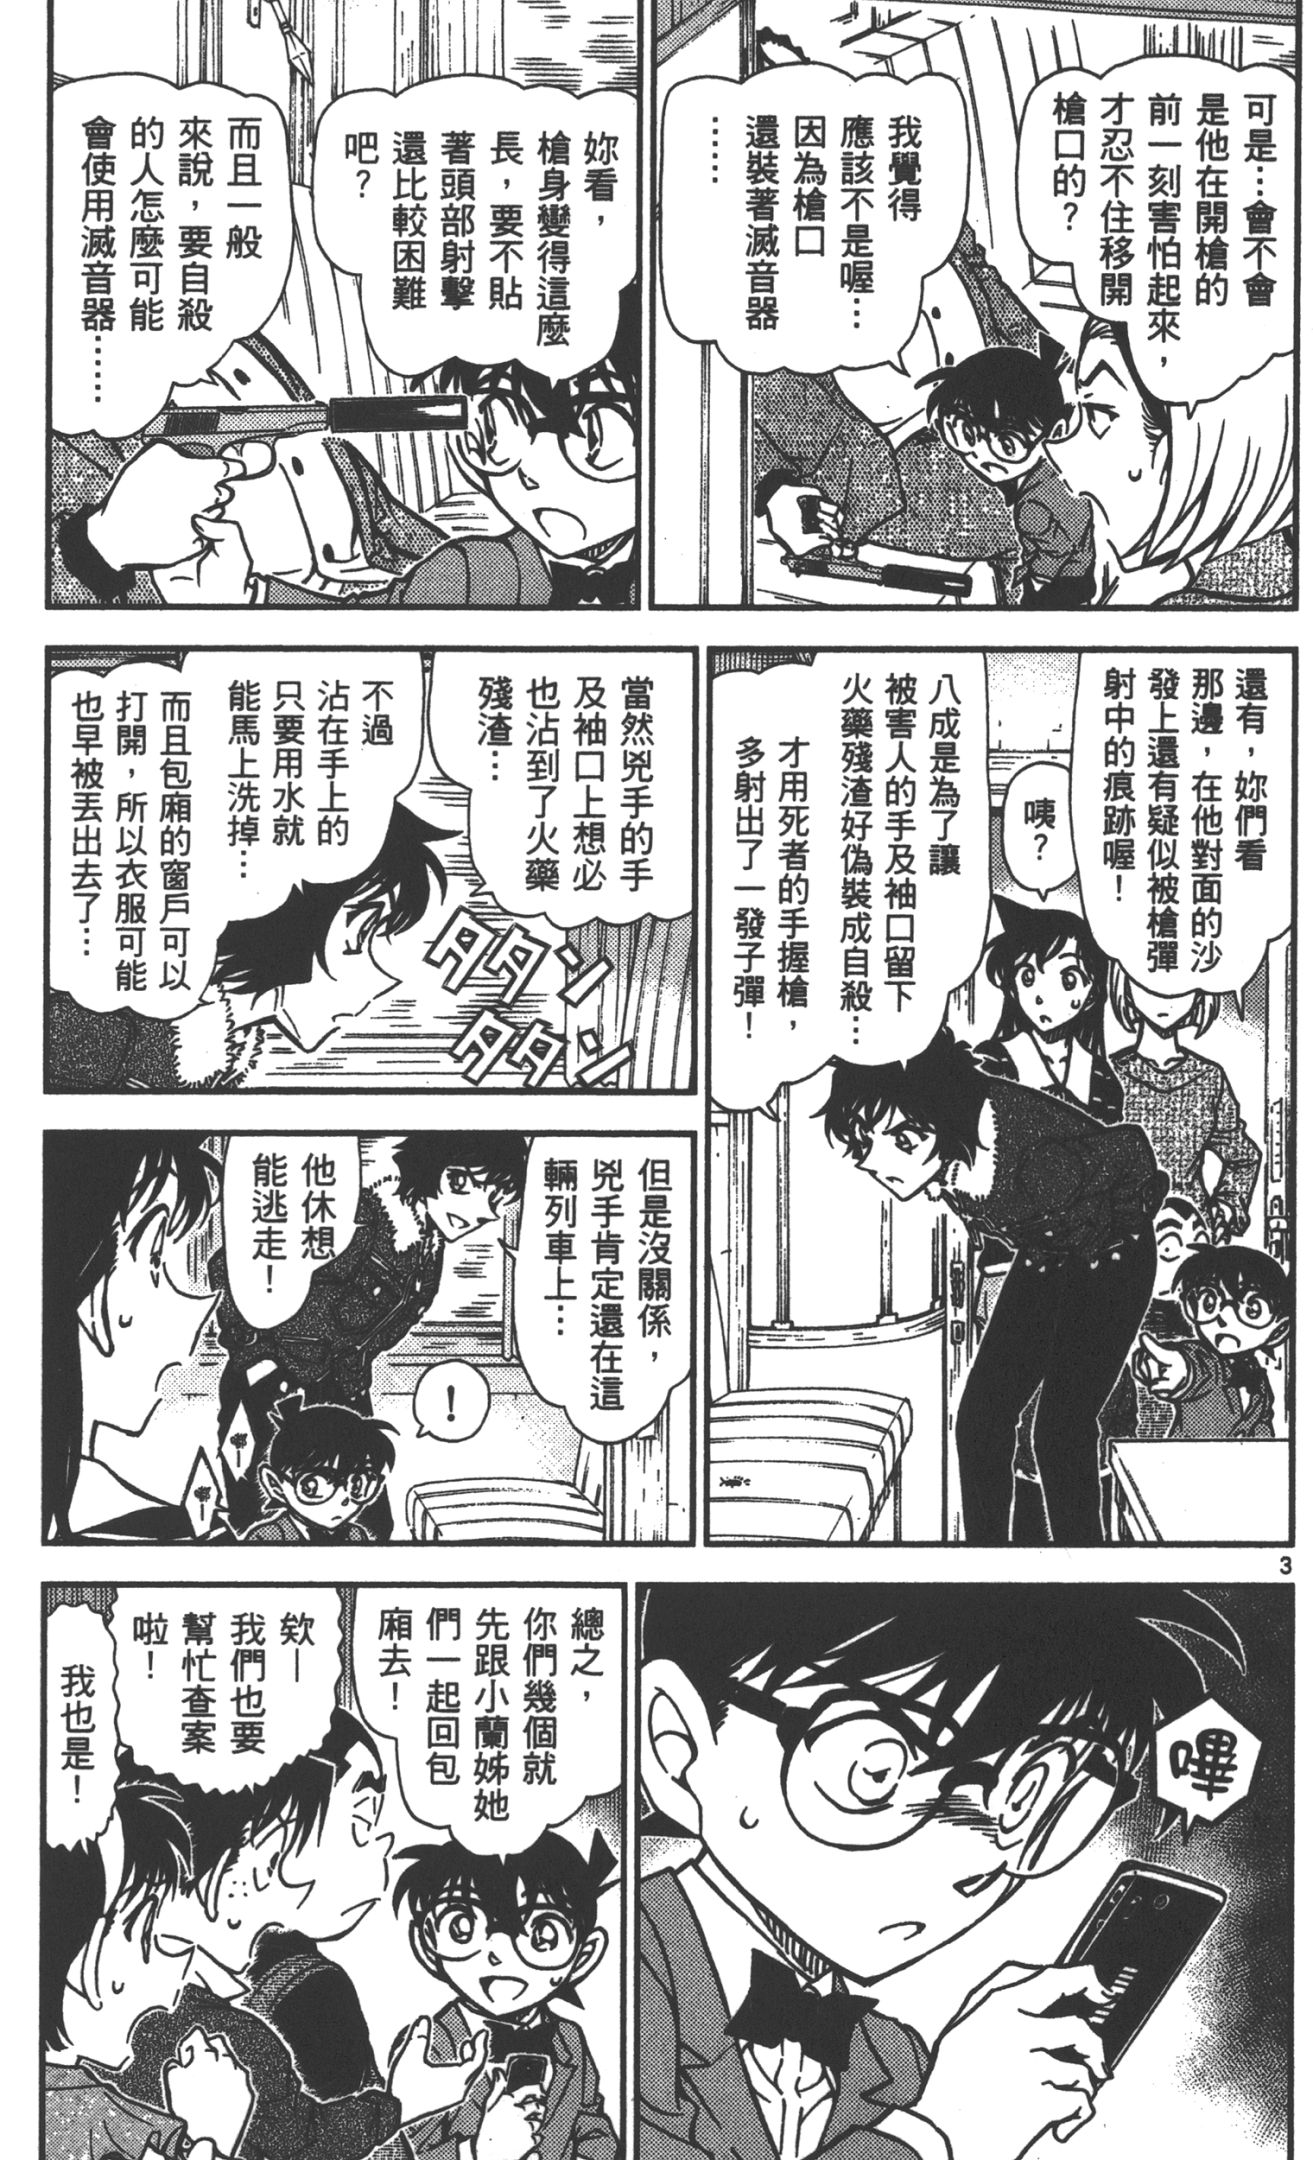 可是…會不會
是他在開槍的
前一刻害怕起來，
才忍不住移開
槍口的？
我覺得
應該不是喔…
因為槍口
還裝著滅音器
……
妳看，
槍身變得這麼
長，要不貼
著頭部射擊
還比較困難
吧？
而且一般
來說，要自殺
的人怎麼可能
會使用滅音器
……
還有，妳們看
那邊，在他對面的沙
發上還有疑似被槍彈
射中的痕跡喔！
咦？
八成是為了讓
被害人的手及袖口留下
火藥殘渣好偽裝成自殺…
才用死者的手握槍，
多射出了一發子彈！
當然兇手的手
及袖口上想必
也沾到了火藥
殘渣…
不過
沾在手上的
只要用水就
能馬上洗掉…
而且包廂的窗戶可以
打開，所以衣服可能
也早被丟出去了…
タタン
タタン
但是沒關係，
兇手肯定還在這
輛列車上…
他休想
能逃走！
！
3
嗶
總之，
你們幾個就
先跟小蘭姊她
們一起回包
廂去！
欸—
我們也要
幫忙查案
啦！
我也是！